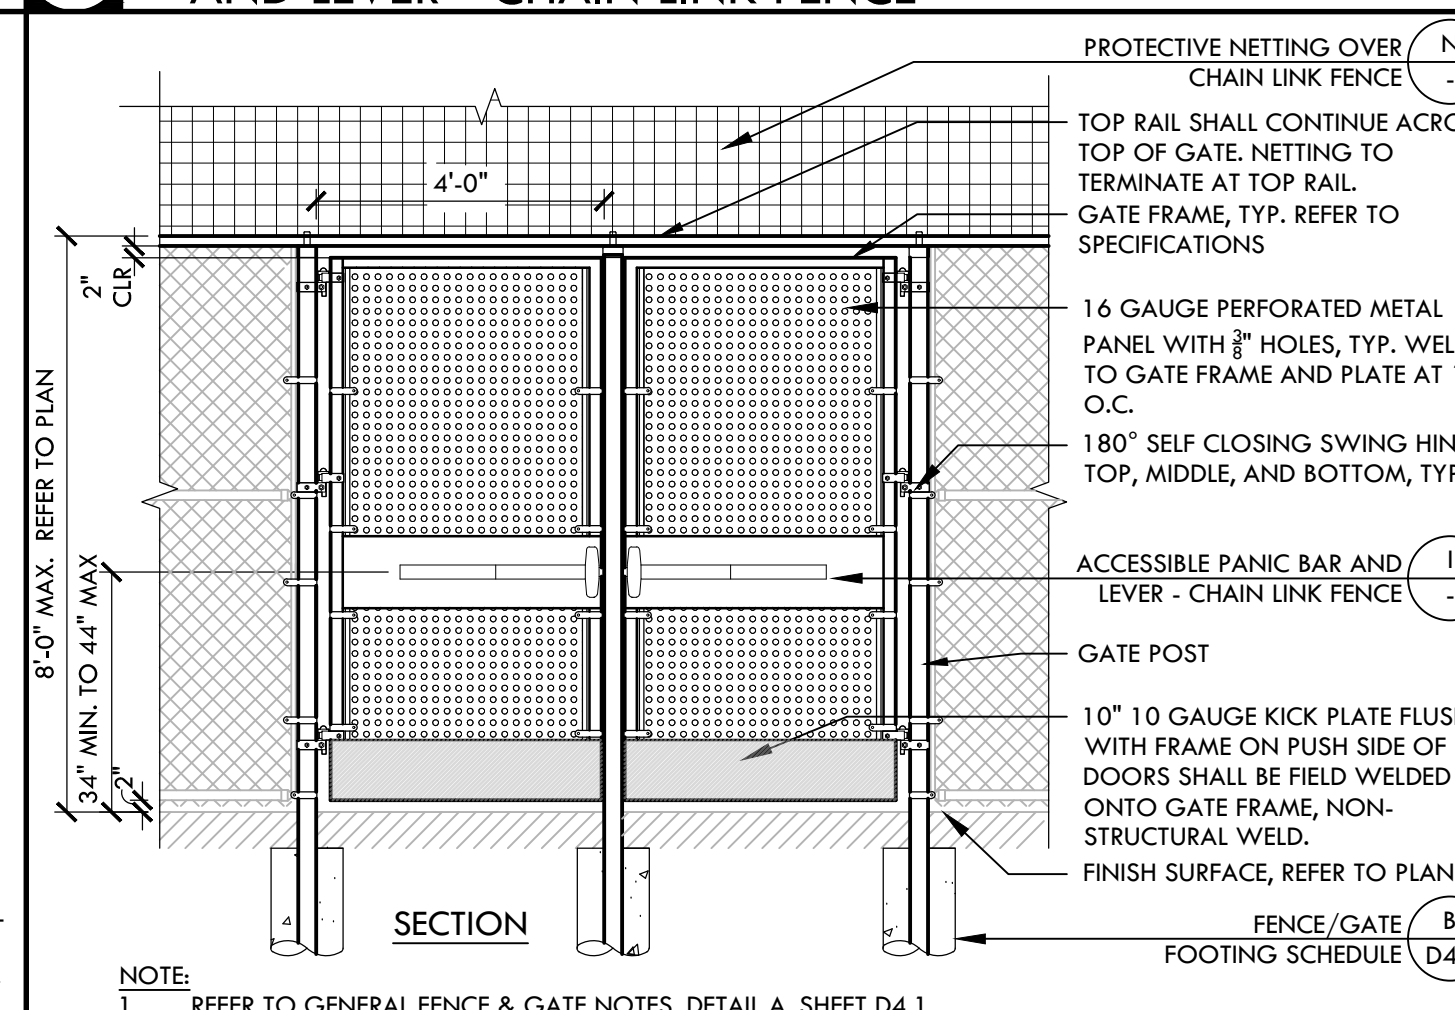 AND LEVER - CHAIN LINK FENCE
PROTECTIVE NETTING OVER
CHAIN LINK FENCE
N
-
TOP RAIL SHALL CONTINUE
TOP OF GATE. NETTING TO
TERMINATE AT TOP RAIL.
GATE FRAME, TYP. REFER TO
SPECIFICATIONS
16 GAUGE PERFORATED METAL
PANEL WITH 3/8" HOLES, TYP.
TO GATE FRAME AND PLATE AT
O.C.
180° SELF CLOSING SWING
TOP, MIDDLE, AND BOTTOM,
ACCESSIBLE PANIC BAR AND
LEVER - CHAIN LINK FENCE
I
-
GATE POST
10" 10 GAUGE KICK PLATE
WITH FRAME ON PUSH SIDE OF
DOORS SHALL BE FIELD WELDED
ONTO GATE FRAME, NON-
STRUCTURAL WELD.
FINISH SURFACE, REFER TO PLAN
FENCE/GATE
FOOTING SCHEDULE
B
D4
4'-0"
2"
CLR
8'-0" MAX. REFER TO PLAN
34" MIN. TO 44" MAX
2"
SECTION
NOTE:
1. REFER TO GENERAL FENCE & GATE NOTES, DETAIL A, SHEET D4.1